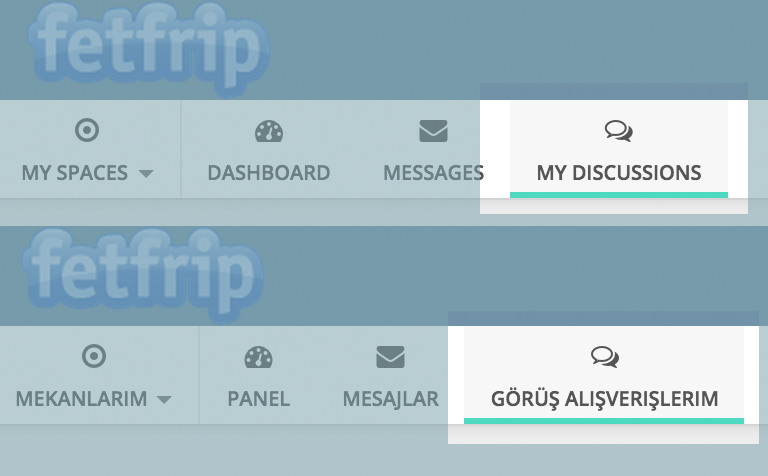 fetfrip
MY SPACES DASHBOARD MESSAGES MY DISCUSSIONS
fetfrip
MEKANLARIM PANEL MESAJLAR GÖRÜŞ ALIŞVERIŞLERIM